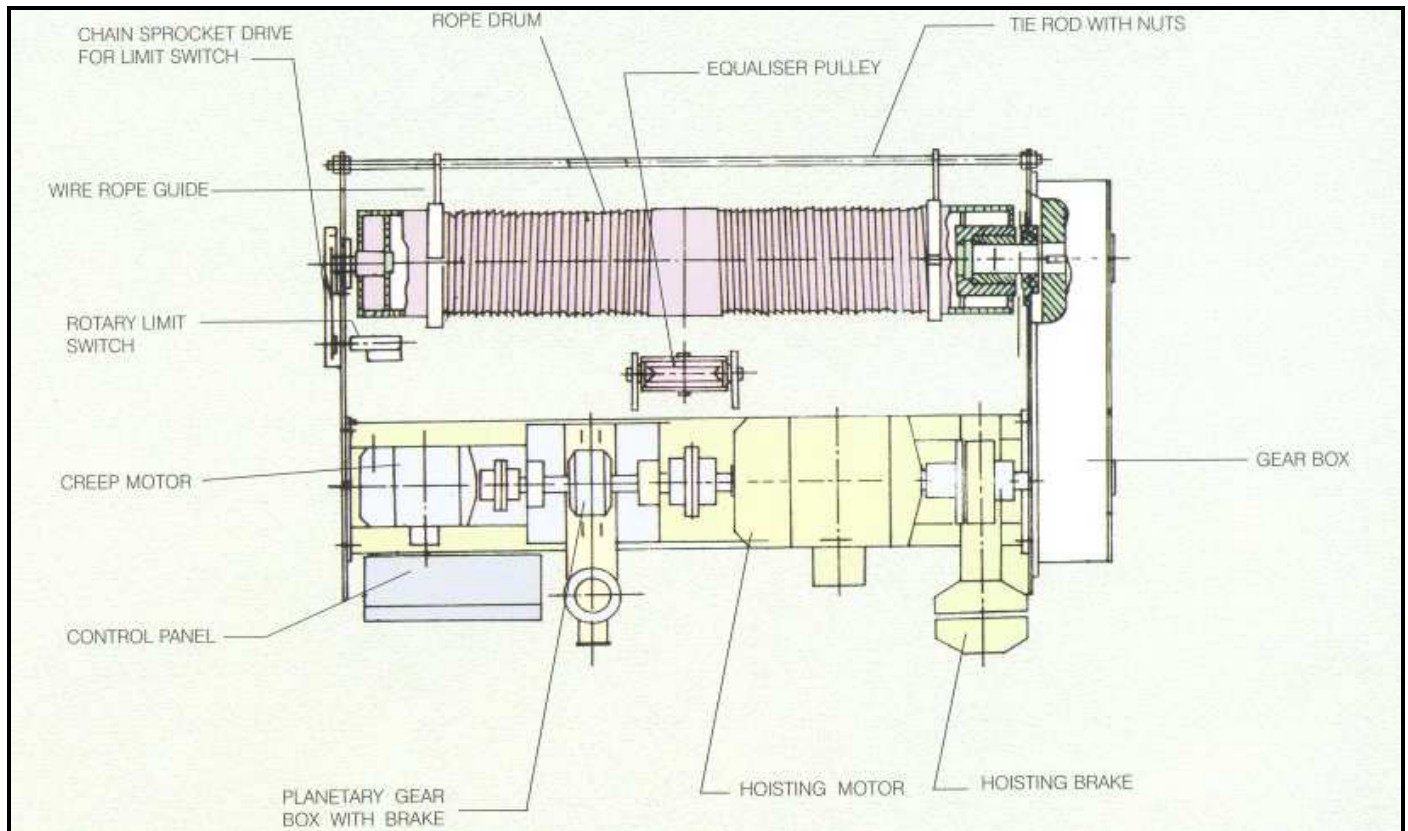 CHAIN SPROCKET DRIVE
FOR LIMIT SWITCH
ROPE DRUM
TIE ROD WITH NUTS
EQUALISER PULLEY
WIRE ROPE GUIDE
ROTARY LIMIT
SWITCH
CREEP MOTOR
GEAR BOX
CONTROL PANEL
PLANETARY GEAR
BOX WITH BRAKE
HOISTING MOTOR
HOISTING BRAKE